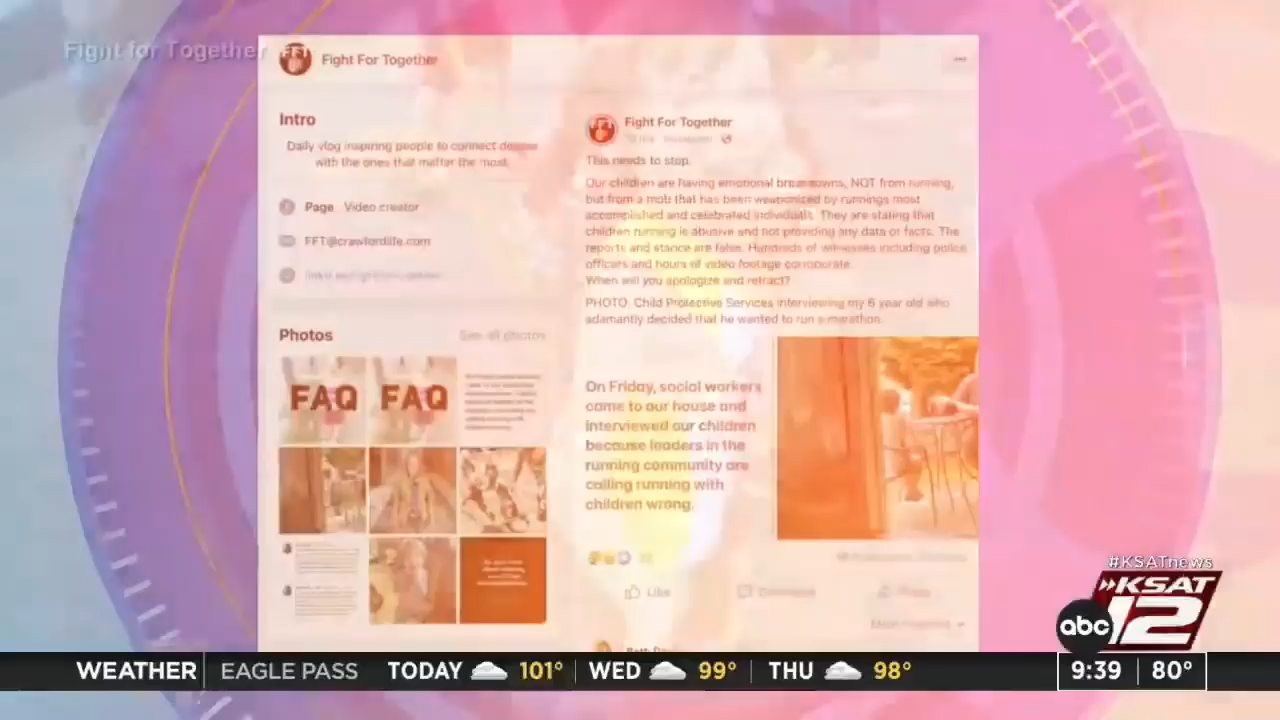 Fight for Together
FFT
Fight For Together
Intro
Daily vlog inspiring people to connect deeper
with the ones that matter the most.
Page Video creator
FFT@crawfordlife.com
Photos See all photos
FAQ FAQ
Fight For Together
This needs to stop.
Our children are having emotional breakdowns, NOT from running,
but from a mob that has been weaponized by runnings most
accomplished and celebrated individuals. They are stating that
children running is abusive and not providing any data or facts. The
reports and stance are false. Hundreds of witnesses including police
officers and hours of video footage corroborate.
When will you apologize and retract?
PHOTO: Child Protective Services interviewing my 6 year old who
adamantly decided that he wanted to run a marathon.
On Friday, social workers
came to our house and
interviewed our children
because leaders in the
running community are
calling running with
children wrong.
Like Comment Share
#KSATnews
KSAT
abc 12
WEATHER EAGLE PASS TODAY 101° WED 99° THU 98° 9:39 80°